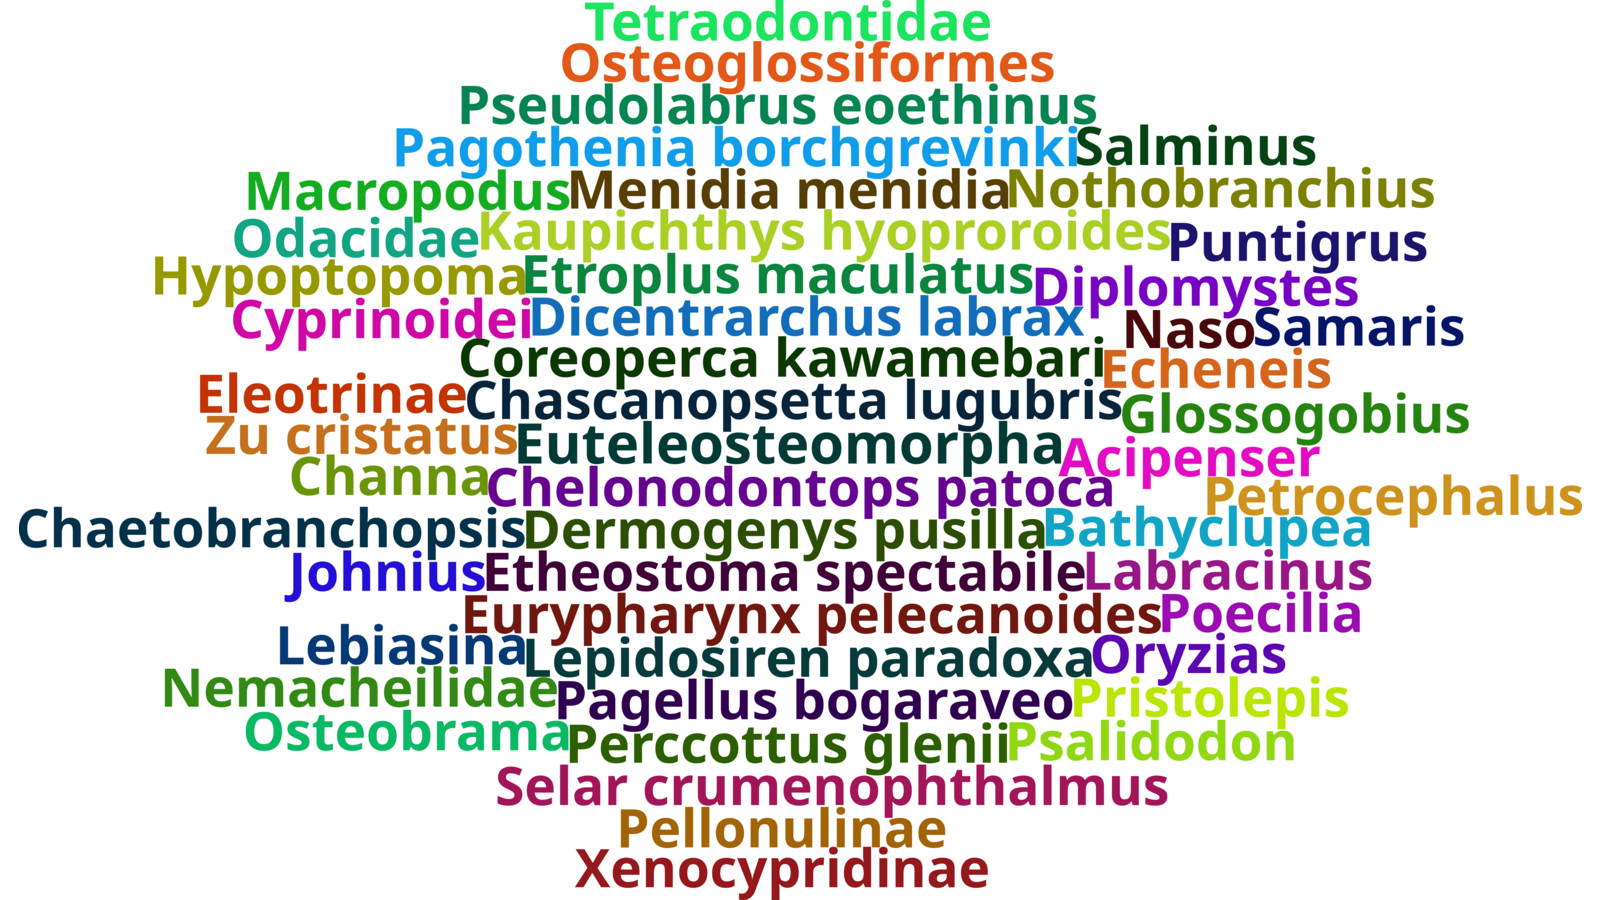 Tetraodontidae
Osteoglossiformes
Pseudolabrus eoethinus
Pagothenia borchgrevinki Salminus
Macropodus Menidia menidia Nothobranchius
Odacidae Kaupichthys hyoproroides Puntigrus
Hypoptopoma Etroplus maculatus Diplomystes
Cyprinoidei Dicentrarchus labrax Naso Samaris
Coreoperca kawamebari Echeneis
Eleotrinae Chascanopsetta lugubris Glossogobius
Zu cristatus Euteleosteomorpha Acipenser
Channa Chelonodontops patoca Petrocephalus
Chaetobranchopsis Dermogenys pusilla Bathyclupea
Johnius Etheostoma spectabile Labracinus
Eurypharynx pelecanoides Poecilia
Lebiasina Lepidosiren paradoxa Oryzias
Nemacheilidae Pagellus bogaraveo Pristolepis
Osteobrama Perccottus glenii Psalidodon
Selar crumenophthalmus
Pellonulinae
Xenocypridinae